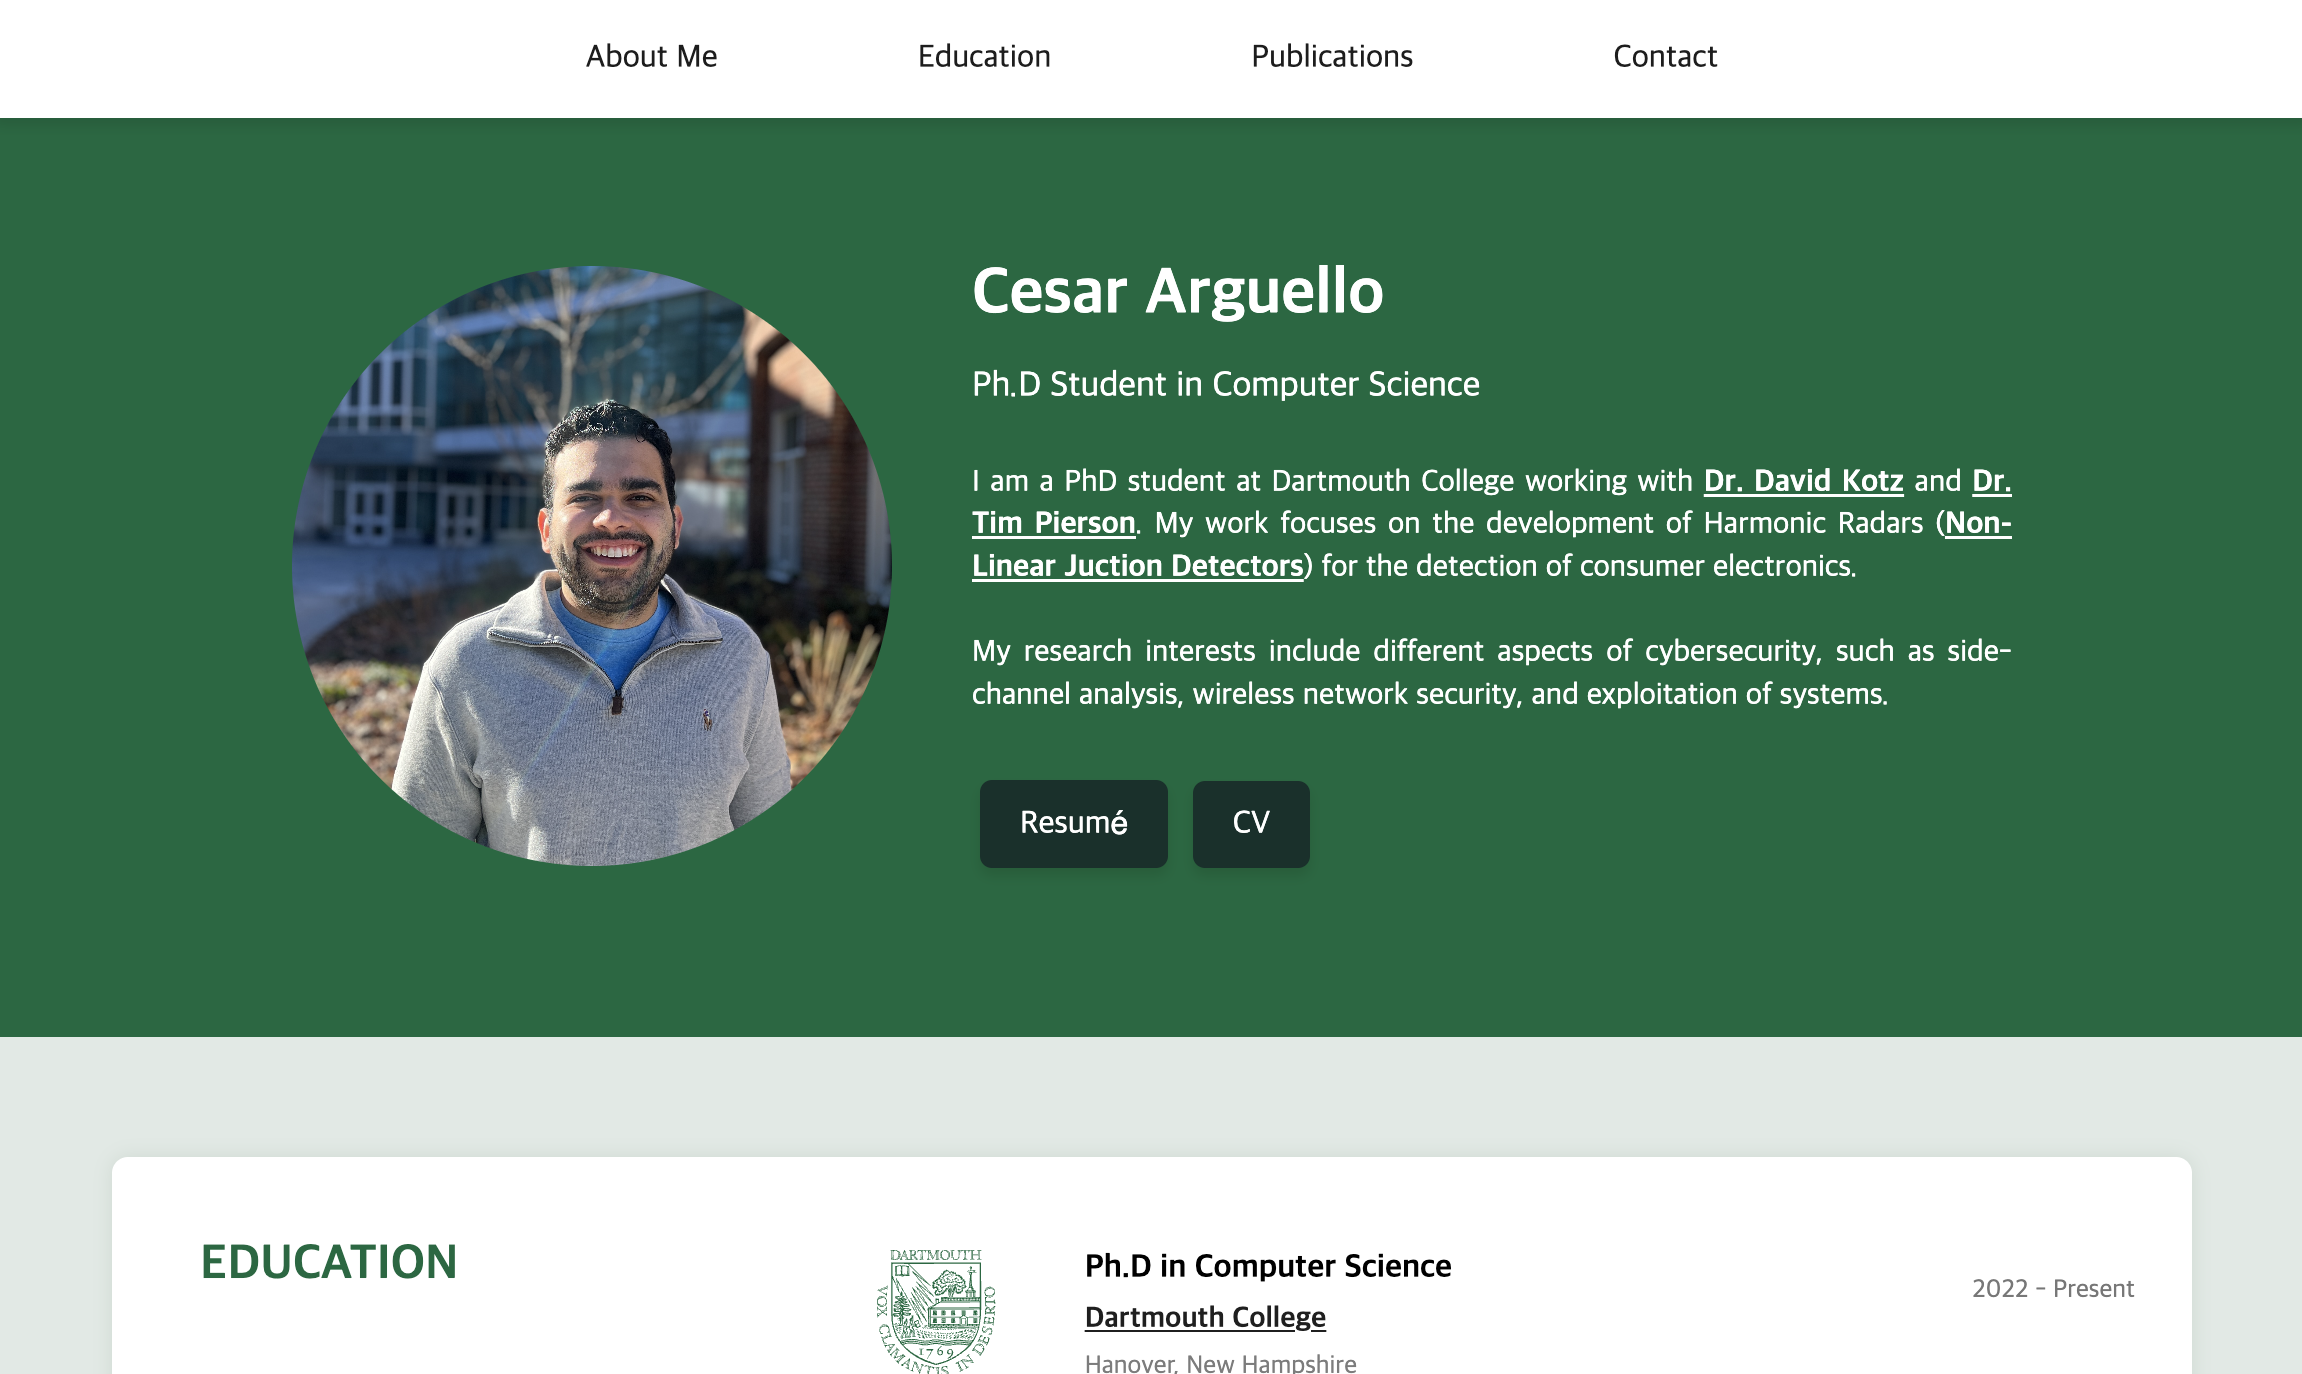 About Me Education Publications Contact
Cesar Arguello
Ph.D Student in Computer Science
I am a PhD student at Dartmouth College working with Dr. David Kotz and Dr.
Tim Pierson. My work focuses on the development of Harmonic Radars (Non-
Linear Juction Detectors) for the detection of consumer electronics.
My research interests include different aspects of cybersecurity, such as side-
channel analysis, wireless network security, and exploitation of systems.
Resumé CV
EDUCATION
DARTMOUTH
VOX CLAMANTIS IN DESERTO
1769
Ph.D in Computer Science
2022 - Present
Dartmouth College
Hanover, New Hampshire